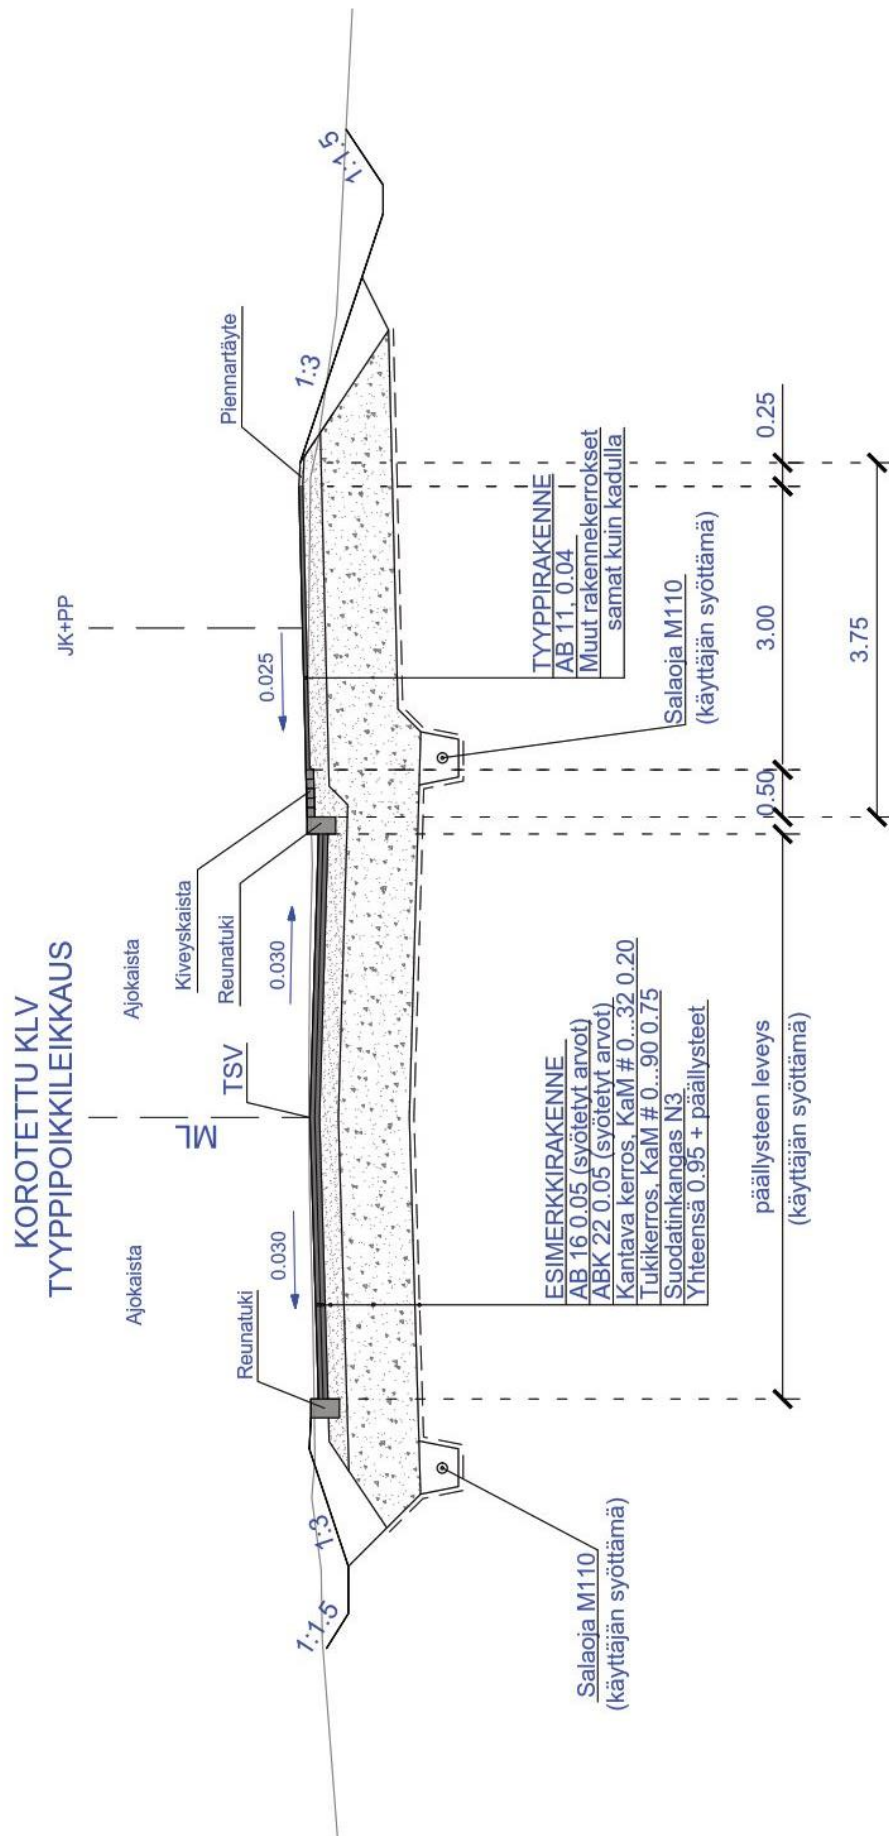 KOROTETTU KLV
TYYPPIPOIKKILEIKKAUS
Ajokaista
Ajokaista
JK+PP
ML
TSV
Kiveyskaista
Reunatuki
Reunatuki
Piennartäyte
0.030
0.030
0.025
1:1.5
1:3
1:3
1:1.5
ESIMERKKIRAKENNE
AB 16 0.05 (syötetyt arvot)
ABK 22 0.05 (syötetyt arvot)
Kantava kerros, KaM # 0...32 0.20
Tukikerros, KaM # 0...90 0.75
Suodatinkangas N3
Yhteensä 0.95 + päällysteet
TYYPPIRAKENNE
AB 11, 0.04
Muut rakennekerrokset
samat kuin kadulla
Salaoja M110
(käyttäjän syöttämä)
Salaoja M110
(käyttäjän syöttämä)
päällysteen leveys
(käyttäjän syöttämä)
0.50
3.00
0.25
3.75